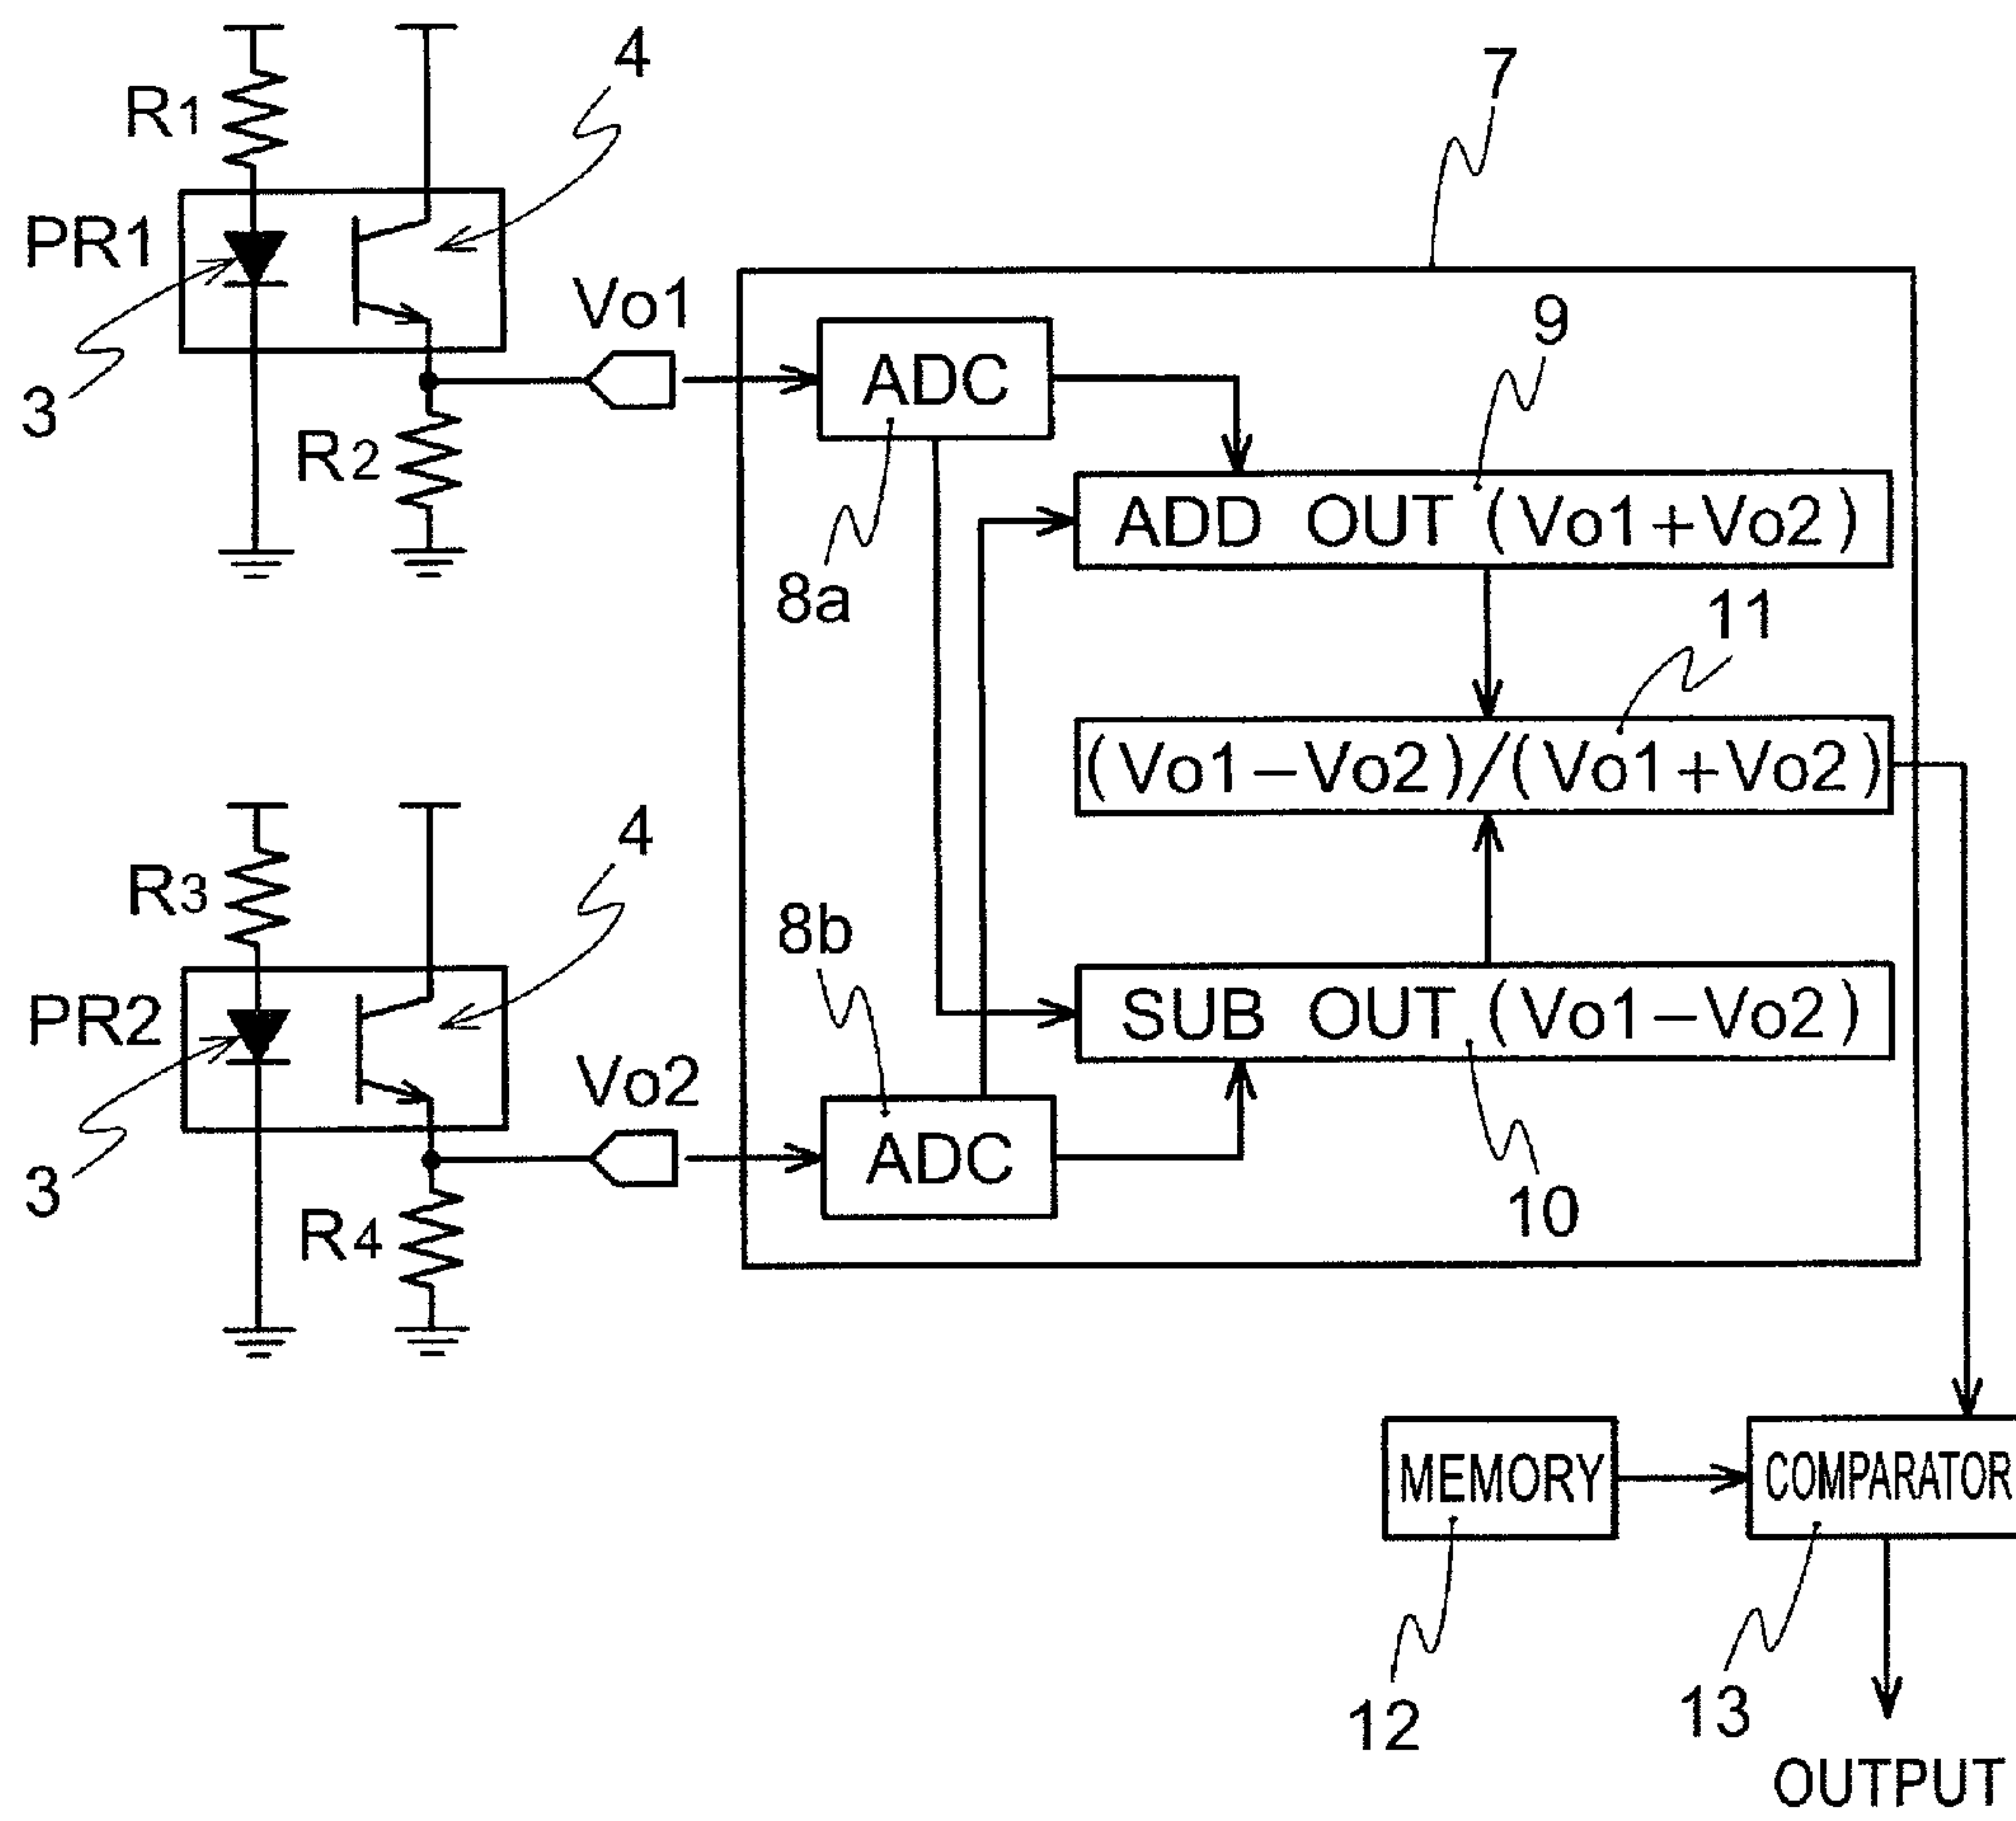 4
7
R1
PR1
Vo1
9
ADC
3
R2
ADD OUT (Vo1+Vo2)
8a
11
(Vo1−Vo2)/(Vo1+Vo2)
4
R3
8b
PR2
SUB OUT (Vo1−Vo2)
Vo2
ADC
3
10
R4
MEMORY
COMPARATOR
12
13
OUTPUT